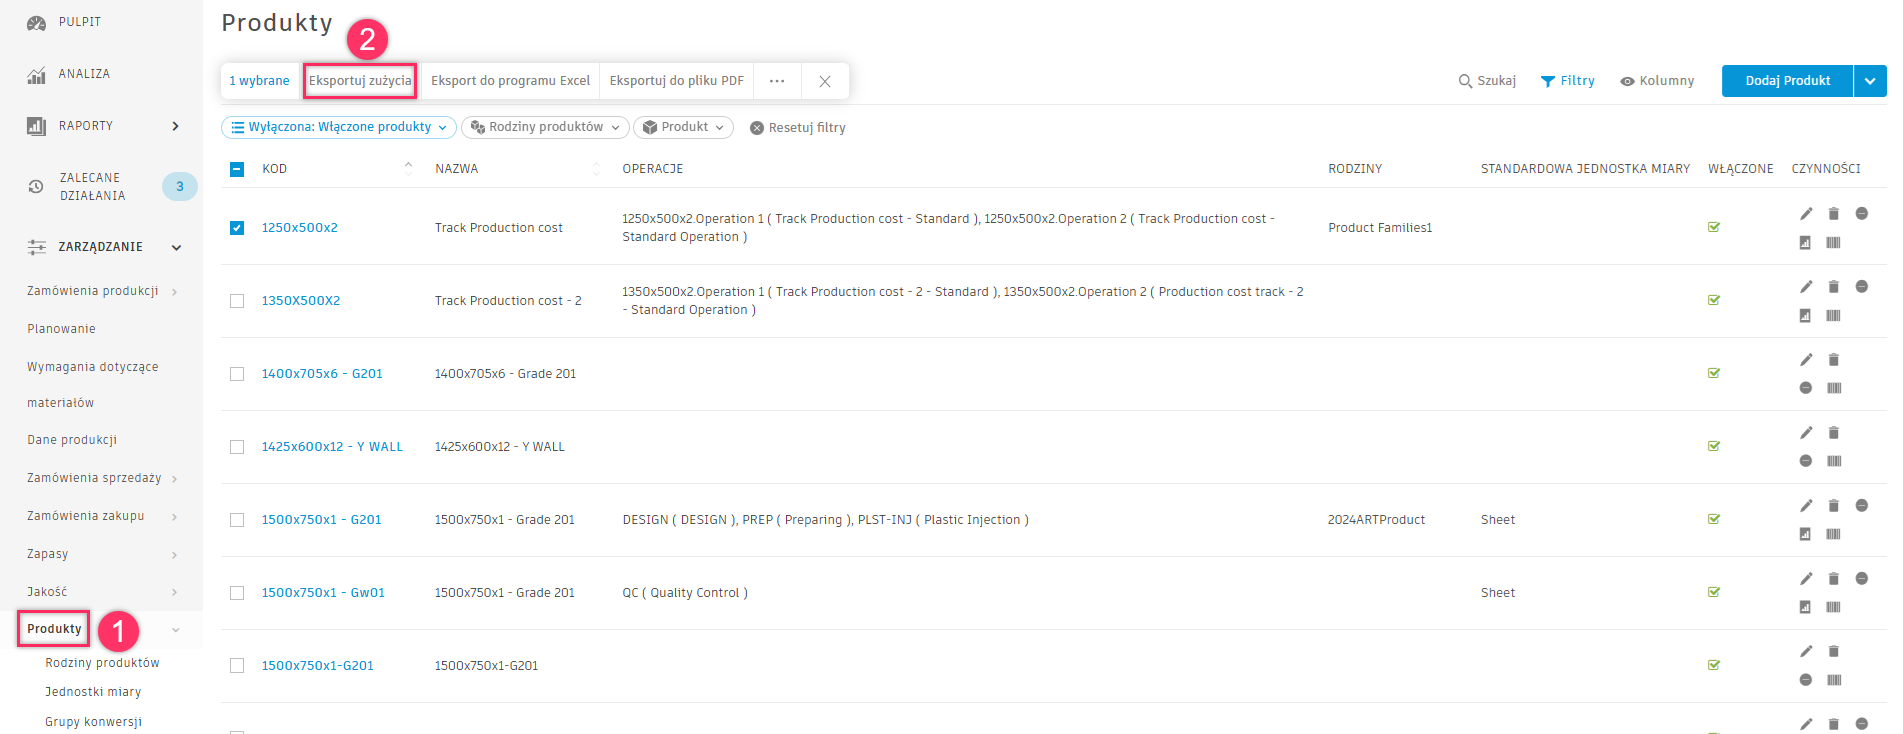 PULPIT
ANALIZA
RAPORTY
ZALECANE
DZIAŁANIA
3
ZARZĄDZANIE
Zamówienia produkcji
Planowanie
Wymagania dotyczące
materiałów
Dane produkcji
Zamówienia sprzedaży
Zamówienia zakupu
Zapasy
Jakość
Produkty
1
Rodziny produktów
Jednostki miary
Grupy konwersji
Produkty
2
1 wybrane Eksportuj zużycia Eksport do programu Excel Eksportuj do pliku PDF ...
Szukaj Filtry Kolumny Dodaj Produkt
Wyłączona: Włączone produkty Rodziny produktów Produkt Resetuj filtry
KOD NAZWA OPERACJE RODZINY STANDARDOWA JEDNOSTKA MIARY WŁĄCZONE CZYNNOŚCI
1250x500x2 Track Production cost 1250x500x2.Operation 1 ( Track Production cost - Standard ), 1250x500x2.Operation 2 ( Track Production cost -
Standard Operation ) Product Families1
1350X500X2 Track Production cost - 2 1350x500x2.Operation 1 ( Track Production cost - 2 - Standard ), 1350x500x2.Operation 2 ( Production cost track - 2
- Standard Operation )
1400x705x6 - G201 1400x705x6 - Grade 201
1425x600x12 - Y WALL 1425x600x12 - Y WALL
1500x750x1 - G201 1500x750x1 - Grade 201 DESIGN ( DESIGN ), PREP ( Preparing ), PLST-INJ ( Plastic Injection ) 2024ARTProduct Sheet
1500x750x1 - Gw01 1500x750x1 - Grade 201 QC ( Quality Control ) Sheet
1500x750x1-G201 1500x750x1-G201